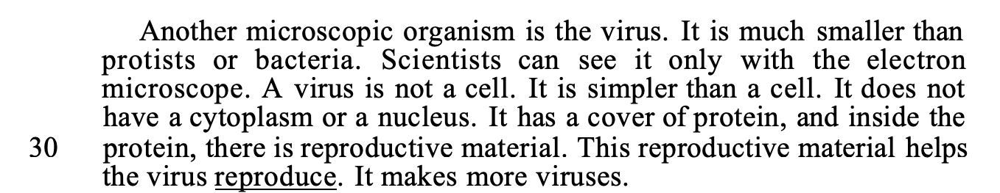 Another microscopic organism is the virus. It is much smaller than
protists or bacteria. Scientists can see it only with the electron
microscope. A virus is not a cell. It is simpler than a cell. It does not
have a cytoplasm or a nucleus. It has a cover of protein, and inside the
30 protein, there is reproductive material. This reproductive material helps
the virus reproduce. It makes more viruses.